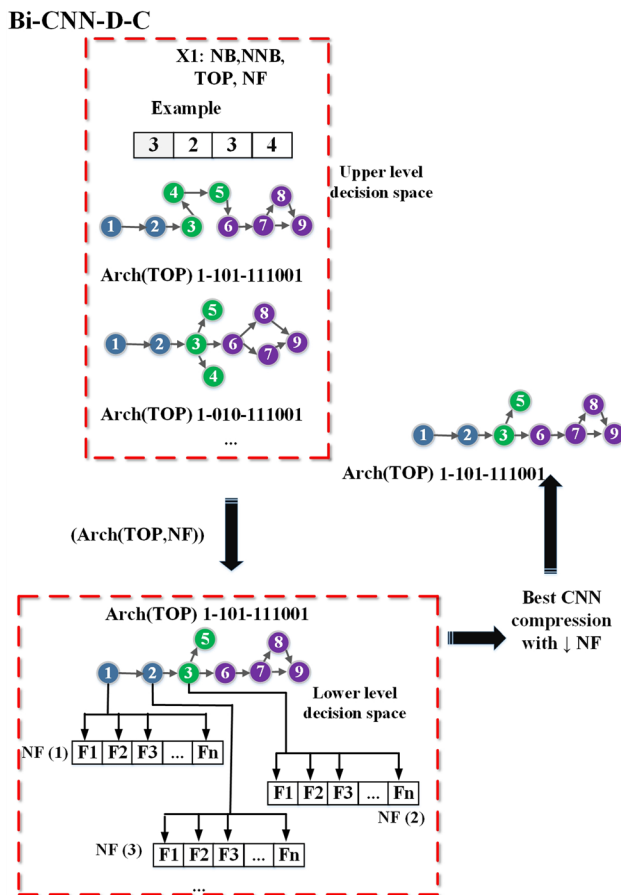 Bi-CNN-D-C
X1: NB,NNB,
TOP, NF
Example
3 2 3 4
Upper level
decision space
4 5 8
1 2 3 6 7 9
Arch(TOP) 1-101-111001
5 8
1 2 3 6 9
4 7
Arch(TOP) 1-010-111001
...
5 8
1 2 3 6 7 9
Arch(TOP) 1-101-111001
(Arch(TOP,NF))
Best CNN
compression
with ↓ NF
Arch(TOP) 1-101-111001
5 8
1 2 3 6 7 9
Lower level
decision space
NF (1) F1 F2 F3 ... Fn
F1 F2 F3 ... Fn
NF (2)
NF (3) F1 F2 F3 ... Fn
...